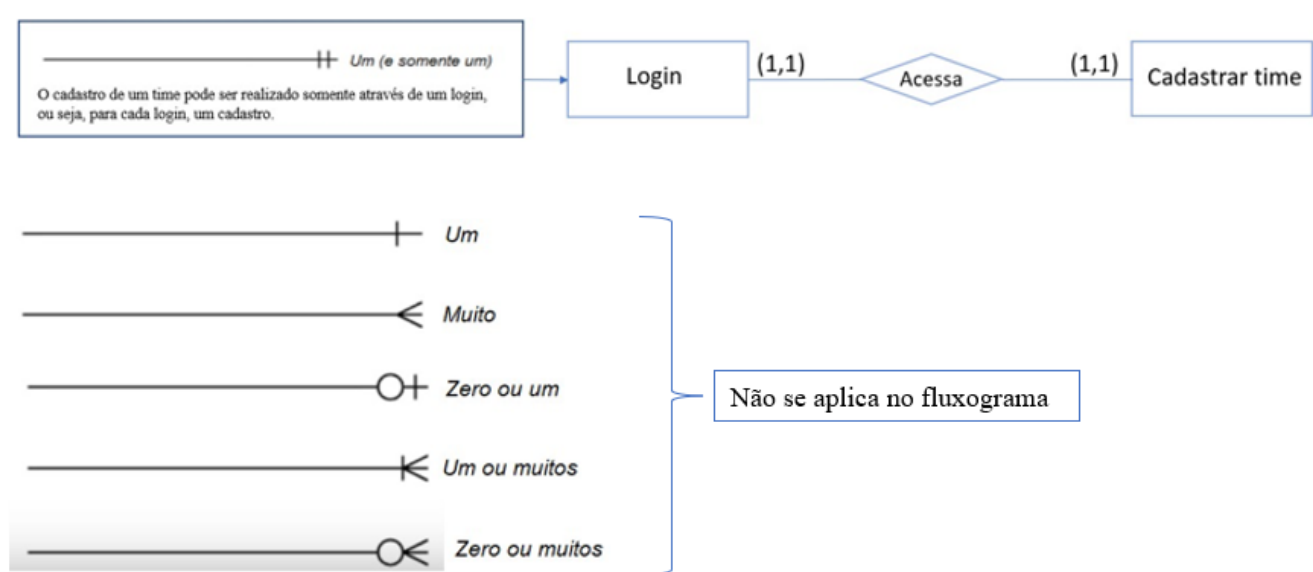 Um (e somente um)
O cadastro de um time pode ser realizado somente através de um login,
ou seja, para cada login, um cadastro.
Login
(1,1)
Acessa
(1,1)
Cadastrar time
Um
Muito
Zero ou um
Um ou muitos
Zero ou muitos
Não se aplica no fluxograma